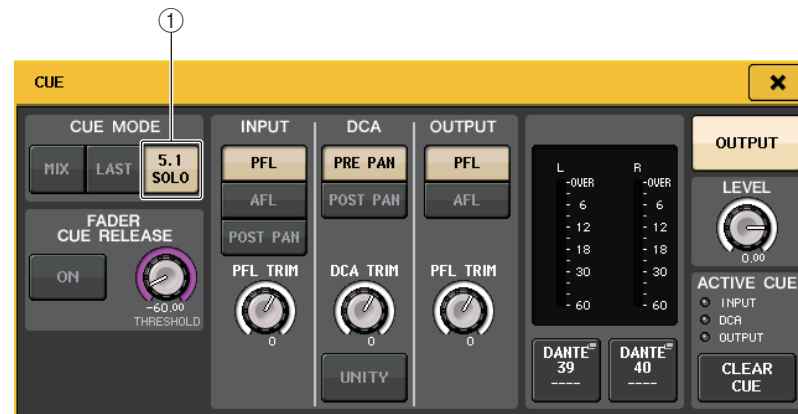 ①
CUE
CUE MODE
MIX
LAST
5.1
SOLO
FADER
CUE RELEASE
ON
-60.00
THRESHOLD
INPUT
PFL
AFL
POST PAN
PFL TRIM
0
DCA
PRE PAN
POST PAN
DCA TRIM
0
UNITY
OUTPUT
PFL
AFL
PFL TRIM
0
L R
-OVER -OVER
- 6 - 6
- 12 - 12
- 18 - 18
- 30 - 30
- 60 - 60
DANTE
39
----
DANTE
40
----
OUTPUT
LEVEL
0.00
ACTIVE CUE
INPUT
DCA
OUTPUT
CLEAR
CUE